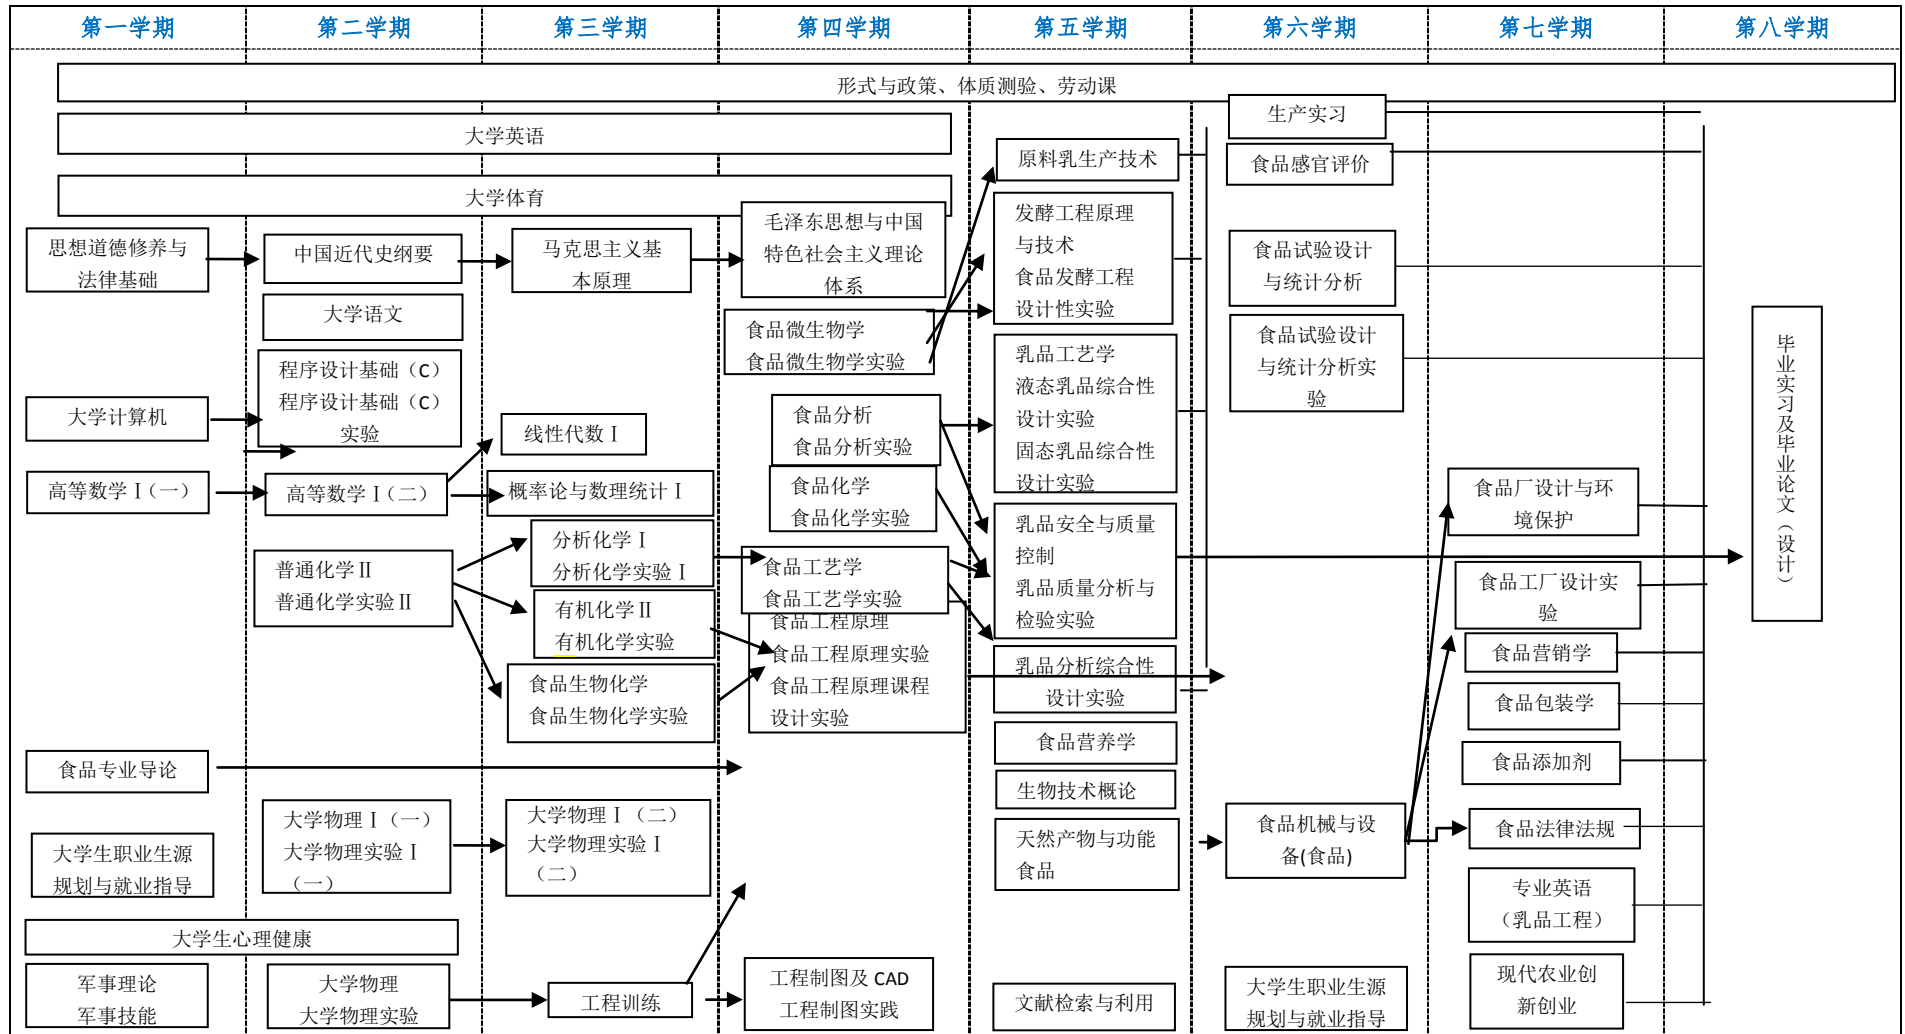 第一学期
第二学期
第三学期
第四学期
第五学期
第六学期
第七学期
第八学期
形式与政策、体质测验、劳动课
大学英语
大学体育
思想道德修养与
法律基础
大学计算机
高等数学Ⅰ（一）
食品专业导论
大学生职业生源
规划与就业指导
大学生心理健康
军事理论
军事技能
中国近代史纲要
大学语文
程序设计基础（C）
程序设计基础（C）
实验
高等数学Ⅰ（二）
普通化学Ⅱ
普通化学实验Ⅱ
大学物理Ⅰ（一）
大学物理实验Ⅰ
（一）
大学物理
大学物理实验
马克思主义基
本原理
线性代数Ⅰ
概率论与数理统计Ⅰ
分析化学Ⅰ
分析化学实验Ⅰ
有机化学Ⅱ
有机化学实验
食品生物化学
食品生物化学实验
大学物理Ⅰ（二）
大学物理实验Ⅰ
（二）
工程训练
毛泽东思想与中国
特色社会主义理论
体系
食品微生物学
食品微生物学实验
食品分析
食品分析实验
食品化学
食品化学实验
食品工艺学
食品工艺学实验
食品工程原理
食品工程原理实验
食品工程原理课程
设计实验
工程制图及 CAD
工程制图实践
原料乳生产技术
发酵工程原理
与技术
食品发酵工程
设计性实验
乳品工艺学
液态乳品综合性
设计实验
固态乳品综合性
设计实验
乳品安全与质量
控制
乳品质量分析与
检验实验
乳品分析综合性
设计实验
食品营养学
生物技术概论
天然产物与功能
食品
文献检索与利用
生产实习
食品感官评价
食品试验设计
与统计分析
食品试验设计
与统计分析实
验
食品机械与设
备(食品)
大学生职业生源
规划与就业指导
食品厂设计与环
境保护
食品工厂设计实
验
食品营销学
食品包装学
食品添加剂
食品法律法规
专业英语
（乳品工程）
现代农业创
新创业
毕业实习及毕业论文（设计）